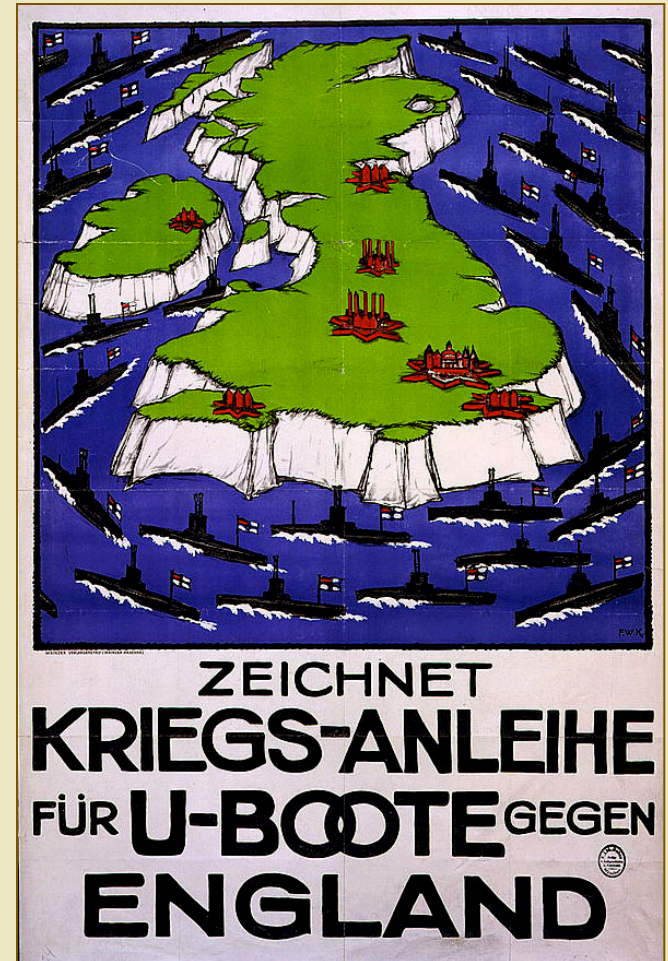 F.W.K.
ZEICHNET
KRIEGS-ANLEIHE
FÜR U-BOOTE GEGEN
ENGLAND